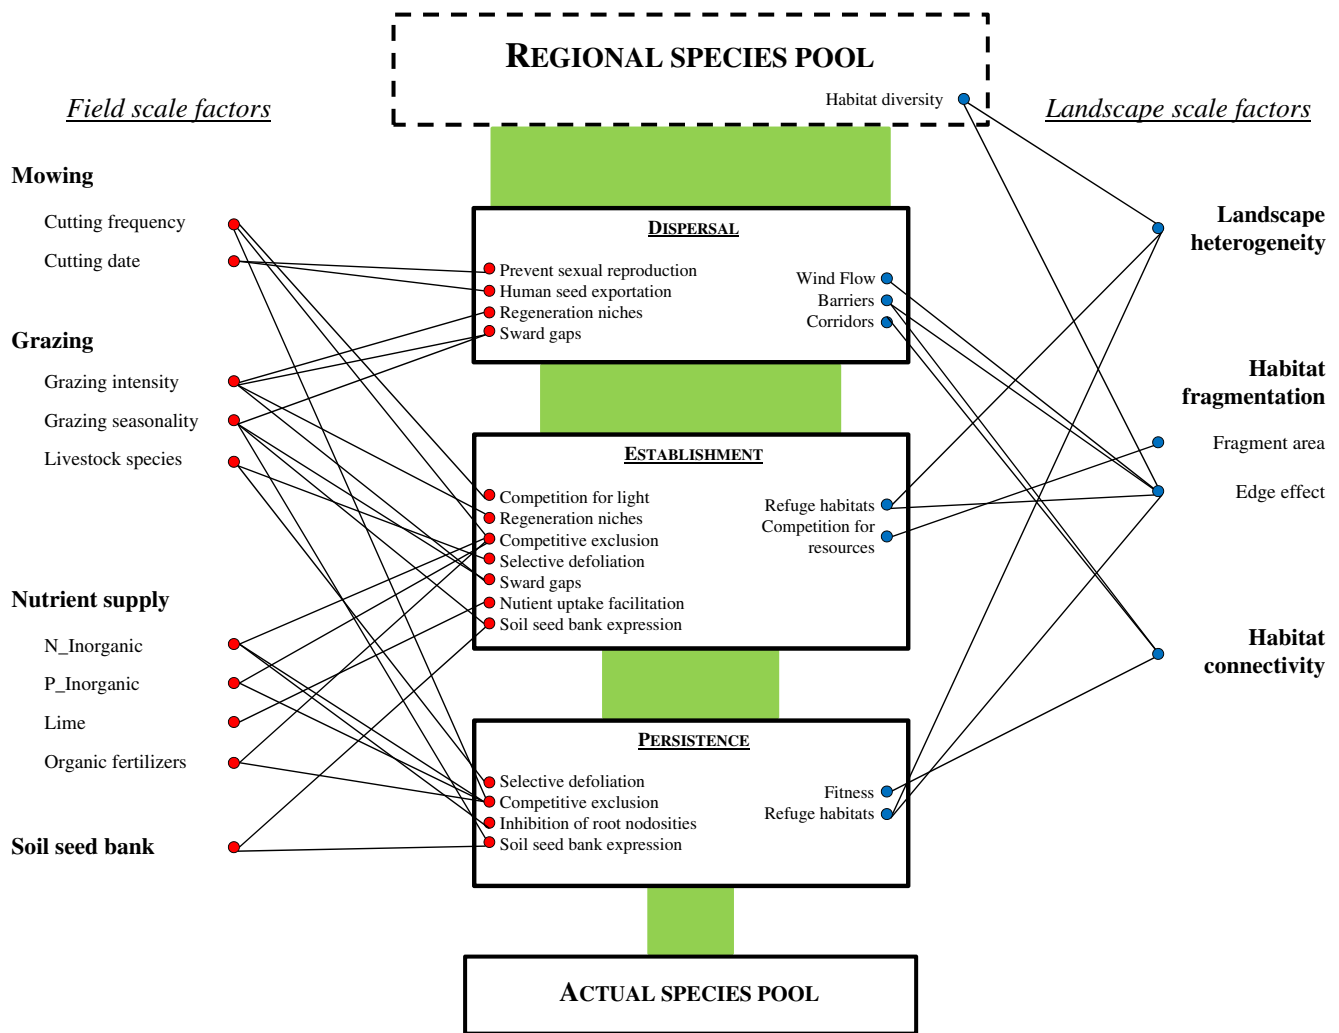 REGIONAL SPECIES POOL
Habitat diversity
Field scale factors
Landscape scale factors
Mowing
Cutting frequency
Cutting date
Grazing
Grazing intensity
Grazing seasonality
Livestock species
Nutrient supply
N_Inorganic
P_Inorganic
Lime
Organic fertilizers
Soil seed bank
DISPERSAL
Prevent sexual reproduction
Human seed exportation
Regeneration niches
Sward gaps
Wind Flow
Barriers
Corridors
ESTABLISHMENT
Competition for light
Regeneration niches
Competitive exclusion
Selective defoliation
Sward gaps
Nutient uptake facilitation
Soil seed bank expression
Refuge habitats
Competition for
resources
PERSISTENCE
Selective defoliation
Competitive exclusion
Inhibition of root nodosities
Soil seed bank expression
Fitness
Refuge habitats
ACTUAL SPECIES POOL
Landscape
heterogeneity
Habitat
fragmentation
Fragment area
Edge effect
Habitat
connectivity